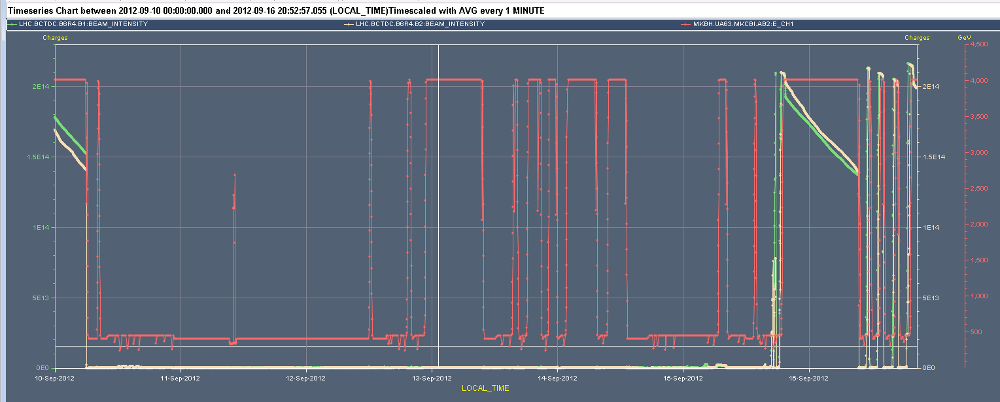 Timeseries Chart between 2012-09-10 00:00:00.000 and 2012-09-16 20:52:57.055 (LOCAL_TIME)Timescaled with AVG every 1 MINUTE
LHC.BCTDC.B6R4.B1:BEAM_INTENSITY LHC.BCTDC.B6R4.B2:BEAM_INTENSITY MKBH.UA63.MKCBI.AB2:E_CH1
Charges Charges GeV
4,500
2E14 2E14 4,000
3,500
1.5E14 1.5E14 3,000
2,500
1E14 1E14 2,000
1,500
5E13 5E13 1,000
500
0E0 0E0
10-Sep-2012 11-Sep-2012 12-Sep-2012 13-Sep-2012 14-Sep-2012 15-Sep-2012 16-Sep-2012
LOCAL_TIME